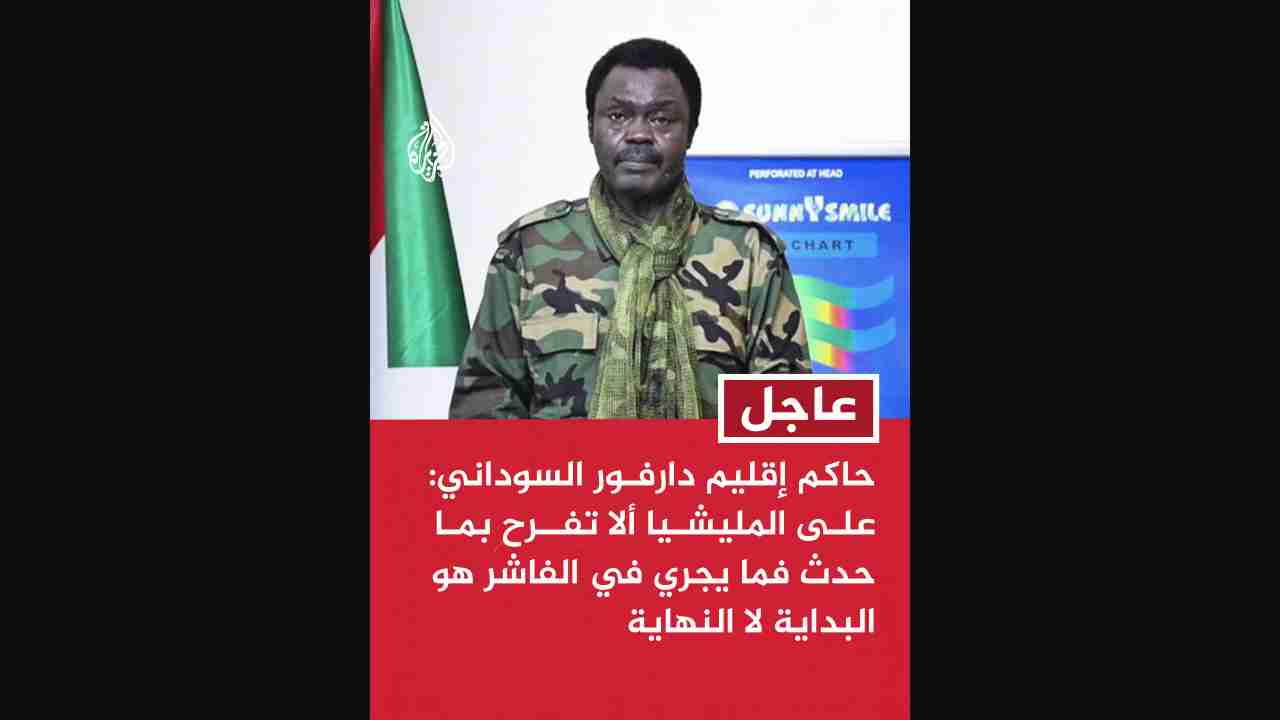 الجزيرة
PERFORATED AT HEAD
SUNNYSMILE
CHART
عاجل
حاكم إقليم دارفور السوداني:
على المليشيا ألا تفرح بما
حدث فما يجري في الفاشر هو
البداية لا النهاية